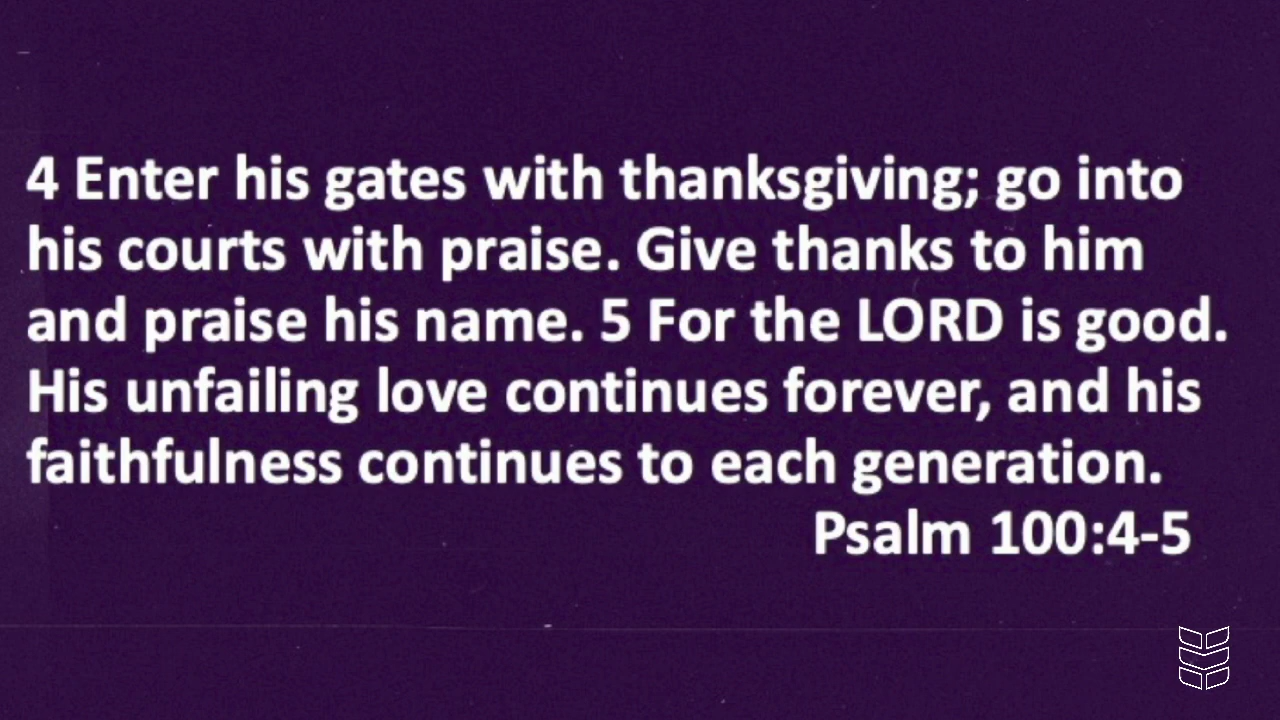 4 Enter his gates with thanksgiving; go into
his courts with praise. Give thanks to him
and praise his name. 5 For the LORD is good.
His unfailing love continues forever, and his
faithfulness continues to each generation.
Psalm 100:4-5